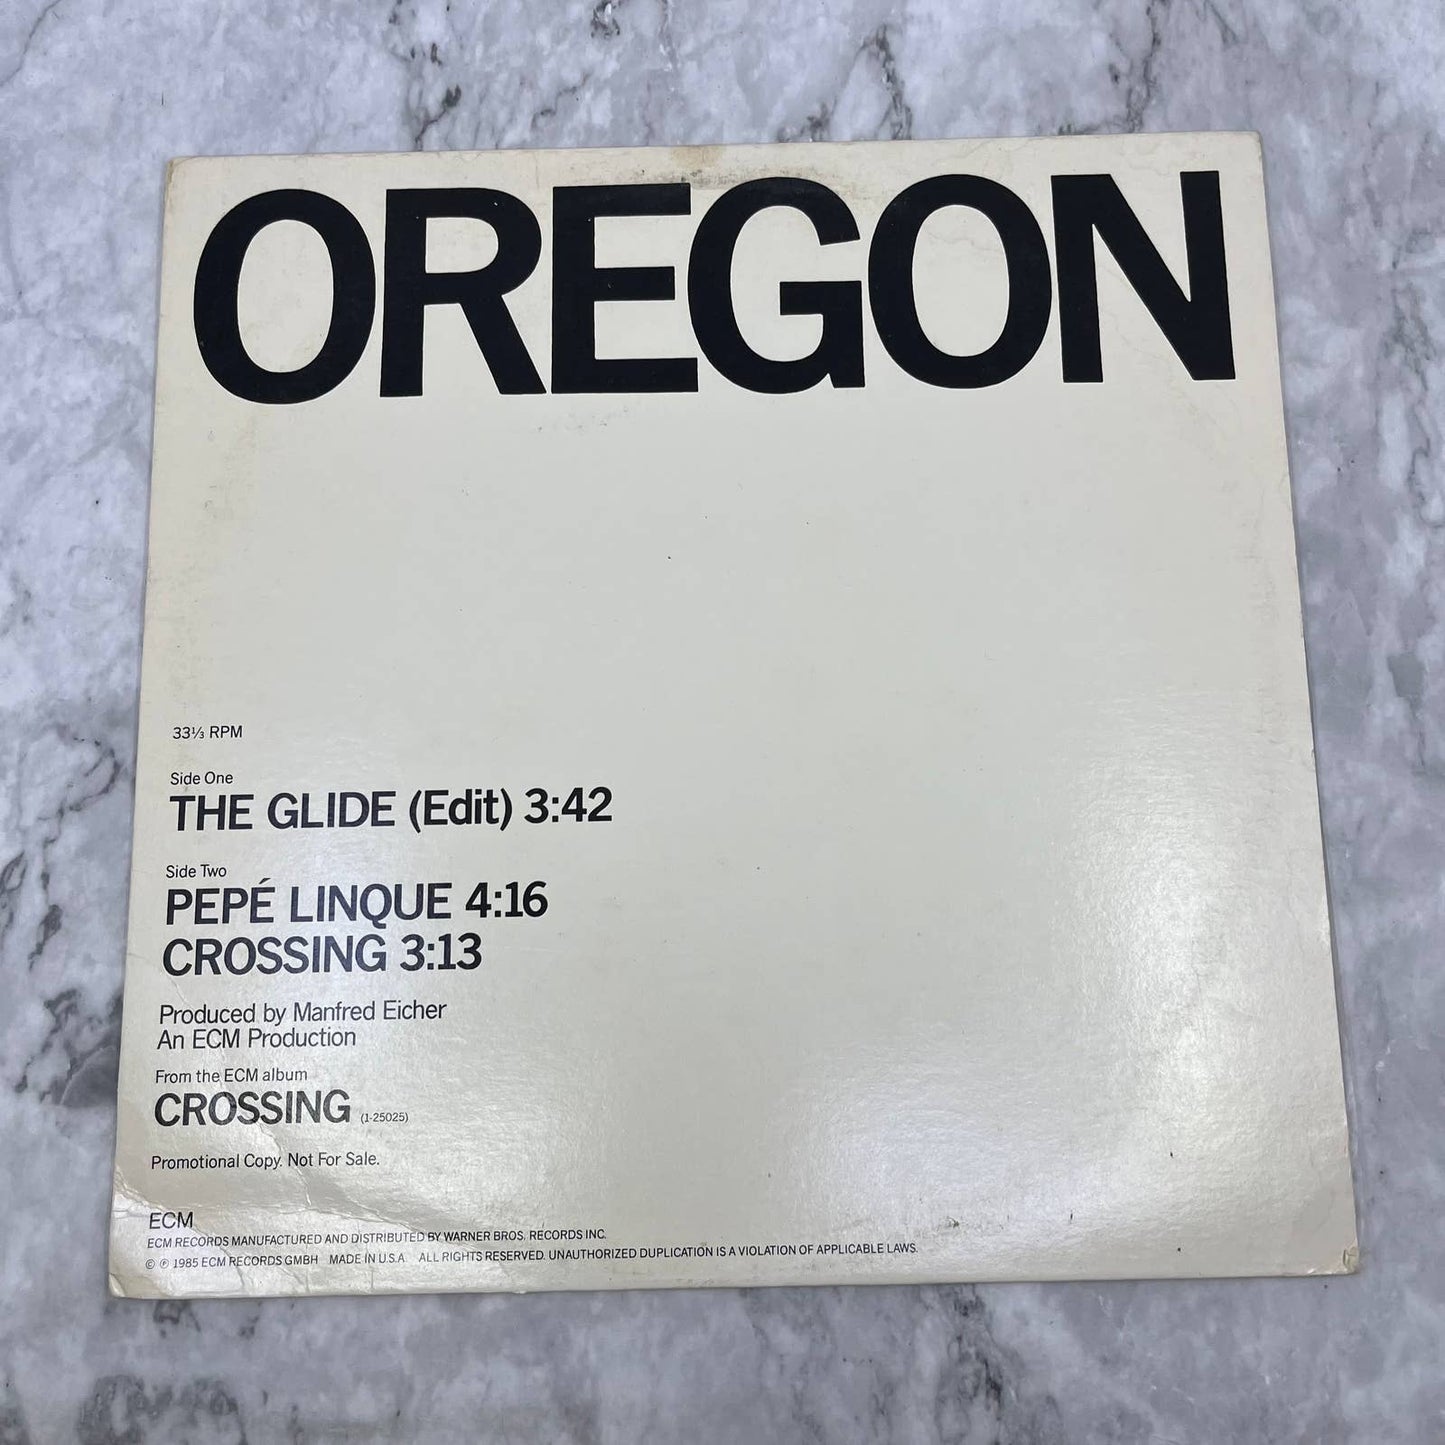 OREGON
33⅓ RPM
Side One
THE GLIDE (Edit) 3:42
Side Two
PEPÉ LINQUE 4:16
CROSSING 3:13
Produced by Manfred Eicher
An ECM Production
From the ECM album
CROSSING (1-25025)
Promotional Copy. Not For Sale.
ECM
ECM RECORDS MANUFACTURED AND DISTRIBUTED BY WARNER BROS. RECORDS INC.
© ℗ 1985 ECM RECORDS GMBH MADE IN U.S.A. ALL RIGHTS RESERVED. UNAUTHORIZED DUPLICATION IS A VIOLATION OF APPLICABLE LAWS.